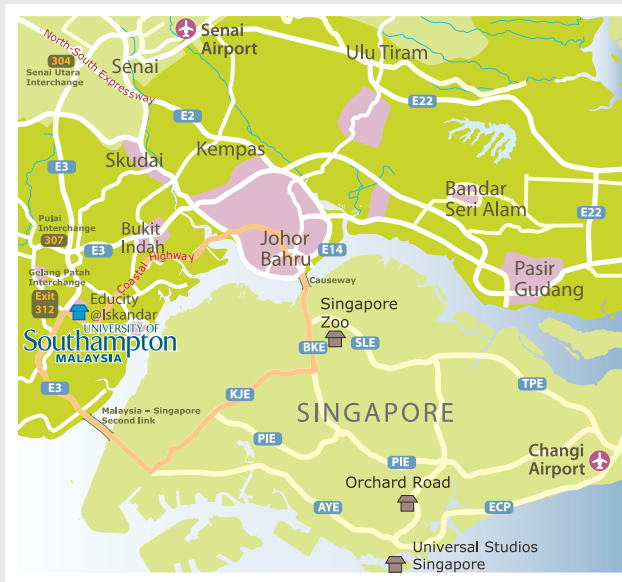 Senai
Airport
North-South Expressway
304
Senai Utara
Interchange
Senai
Ulu Tiram
E2
E22
E3
Skudai
Kempas
Bandar
Seri Alam
E22
Pulai
Interchange
307
Bukit
Indah
E3
Johor
Bahru
E14
Coastal Highway
Gelang Patah
Interchange
Exit
312
Educity
@Iskandar
UNIVERSITY OF
Southampton
MALAYSIA
Causeway
Pasir
Gudang
Singapore
Zoo
BKE
SLE
TPE
E3
KJE
Malaysia – Singapore
Second link
SINGAPORE
PIE
PIE
Changi
Airport
Orchard Road
AYE
ECP
Universal Studios
Singapore